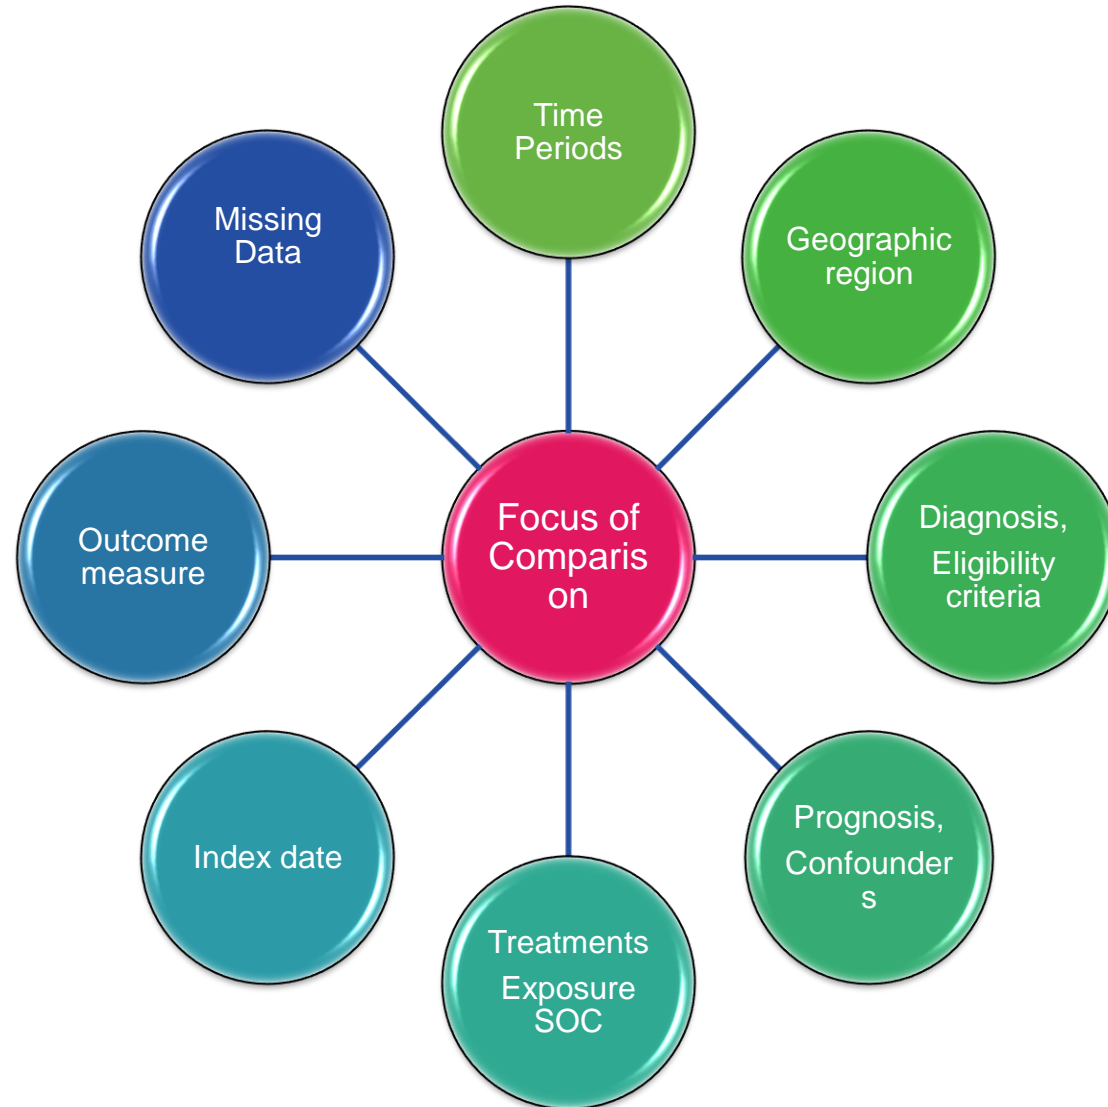 Time
Periods
Geographic
region
Diagnosis,
Eligibility
criteria
Prognosis,
Confounder
s
Treatments
Exposure
SOC
Index date
Outcome
measure
Missing
Data
Focus of
Comparis
on